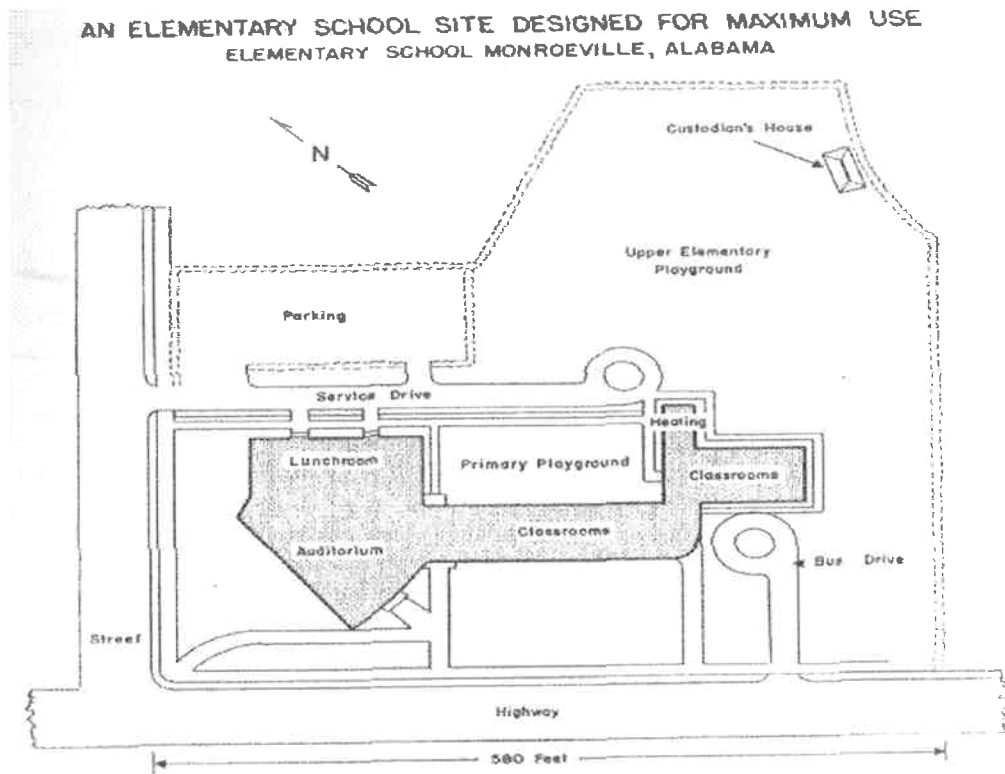 AN ELEMENTARY SCHOOL SITE DESIGNED FOR MAXIMUM USE
ELEMENTARY SCHOOL MONROEVILLE, ALABAMA
Custodian's House
N
Upper Elementary
Playground
Parking
Service Drive
Heating
Lunchroom
Primary Playground
Classrooms
Classrooms
Auditorium
Bus Drive
Street
Highway
580 Feet